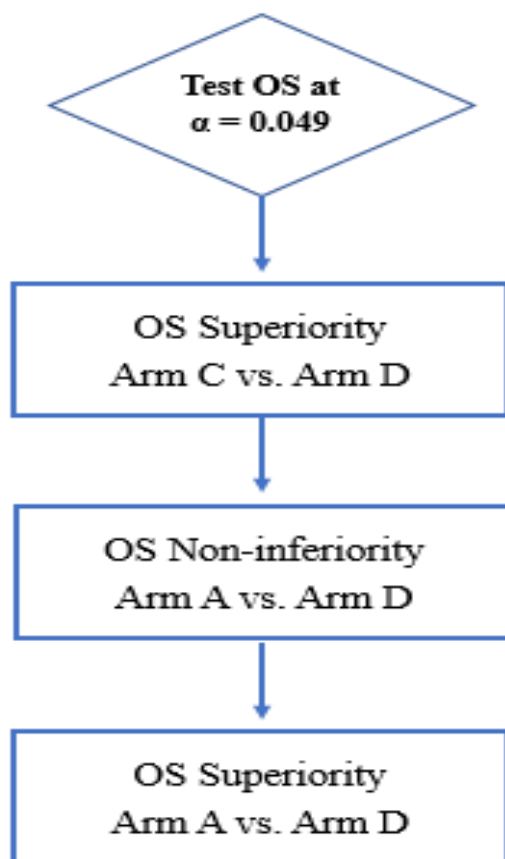 Test OS at
α = 0.049
OS Superiority
Arm C vs. Arm D
OS Non-inferiority
Arm A vs. Arm D
OS Superiority
Arm A vs. Arm D